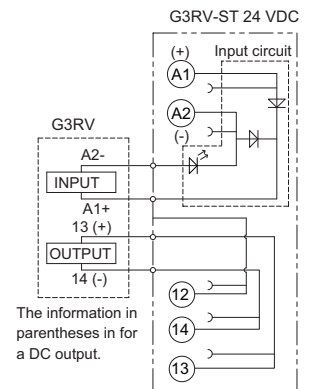 G3RV-ST 24 VDC
(+)
Input circuit
A1
A2
(-)
G3RV
A2-
INPUT
A1+
13 (+)
OUTPUT
14 (-)
12
14
13
The information in
parentheses in for
a DC output.